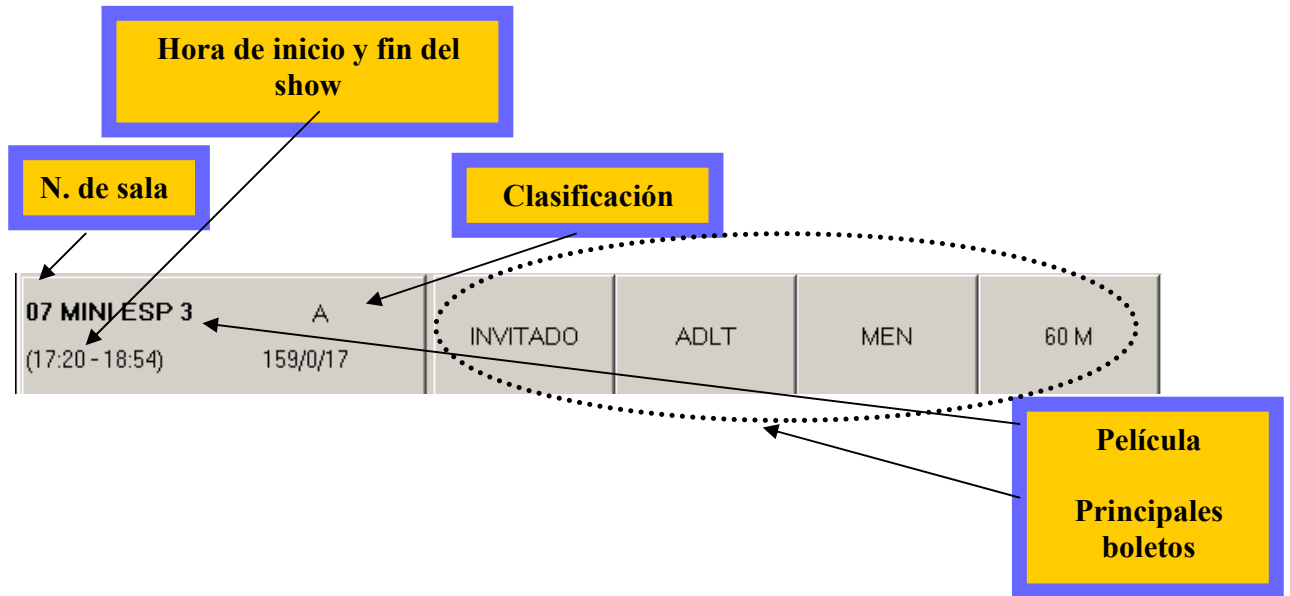 Hora de inicio y fin del
show
N. de sala
Clasificación
07 MINI ESP 3 A
(17:20 - 18:54) 159/0/17
INVITADO ADLT MEN 60 M
Película
Principales
boletos